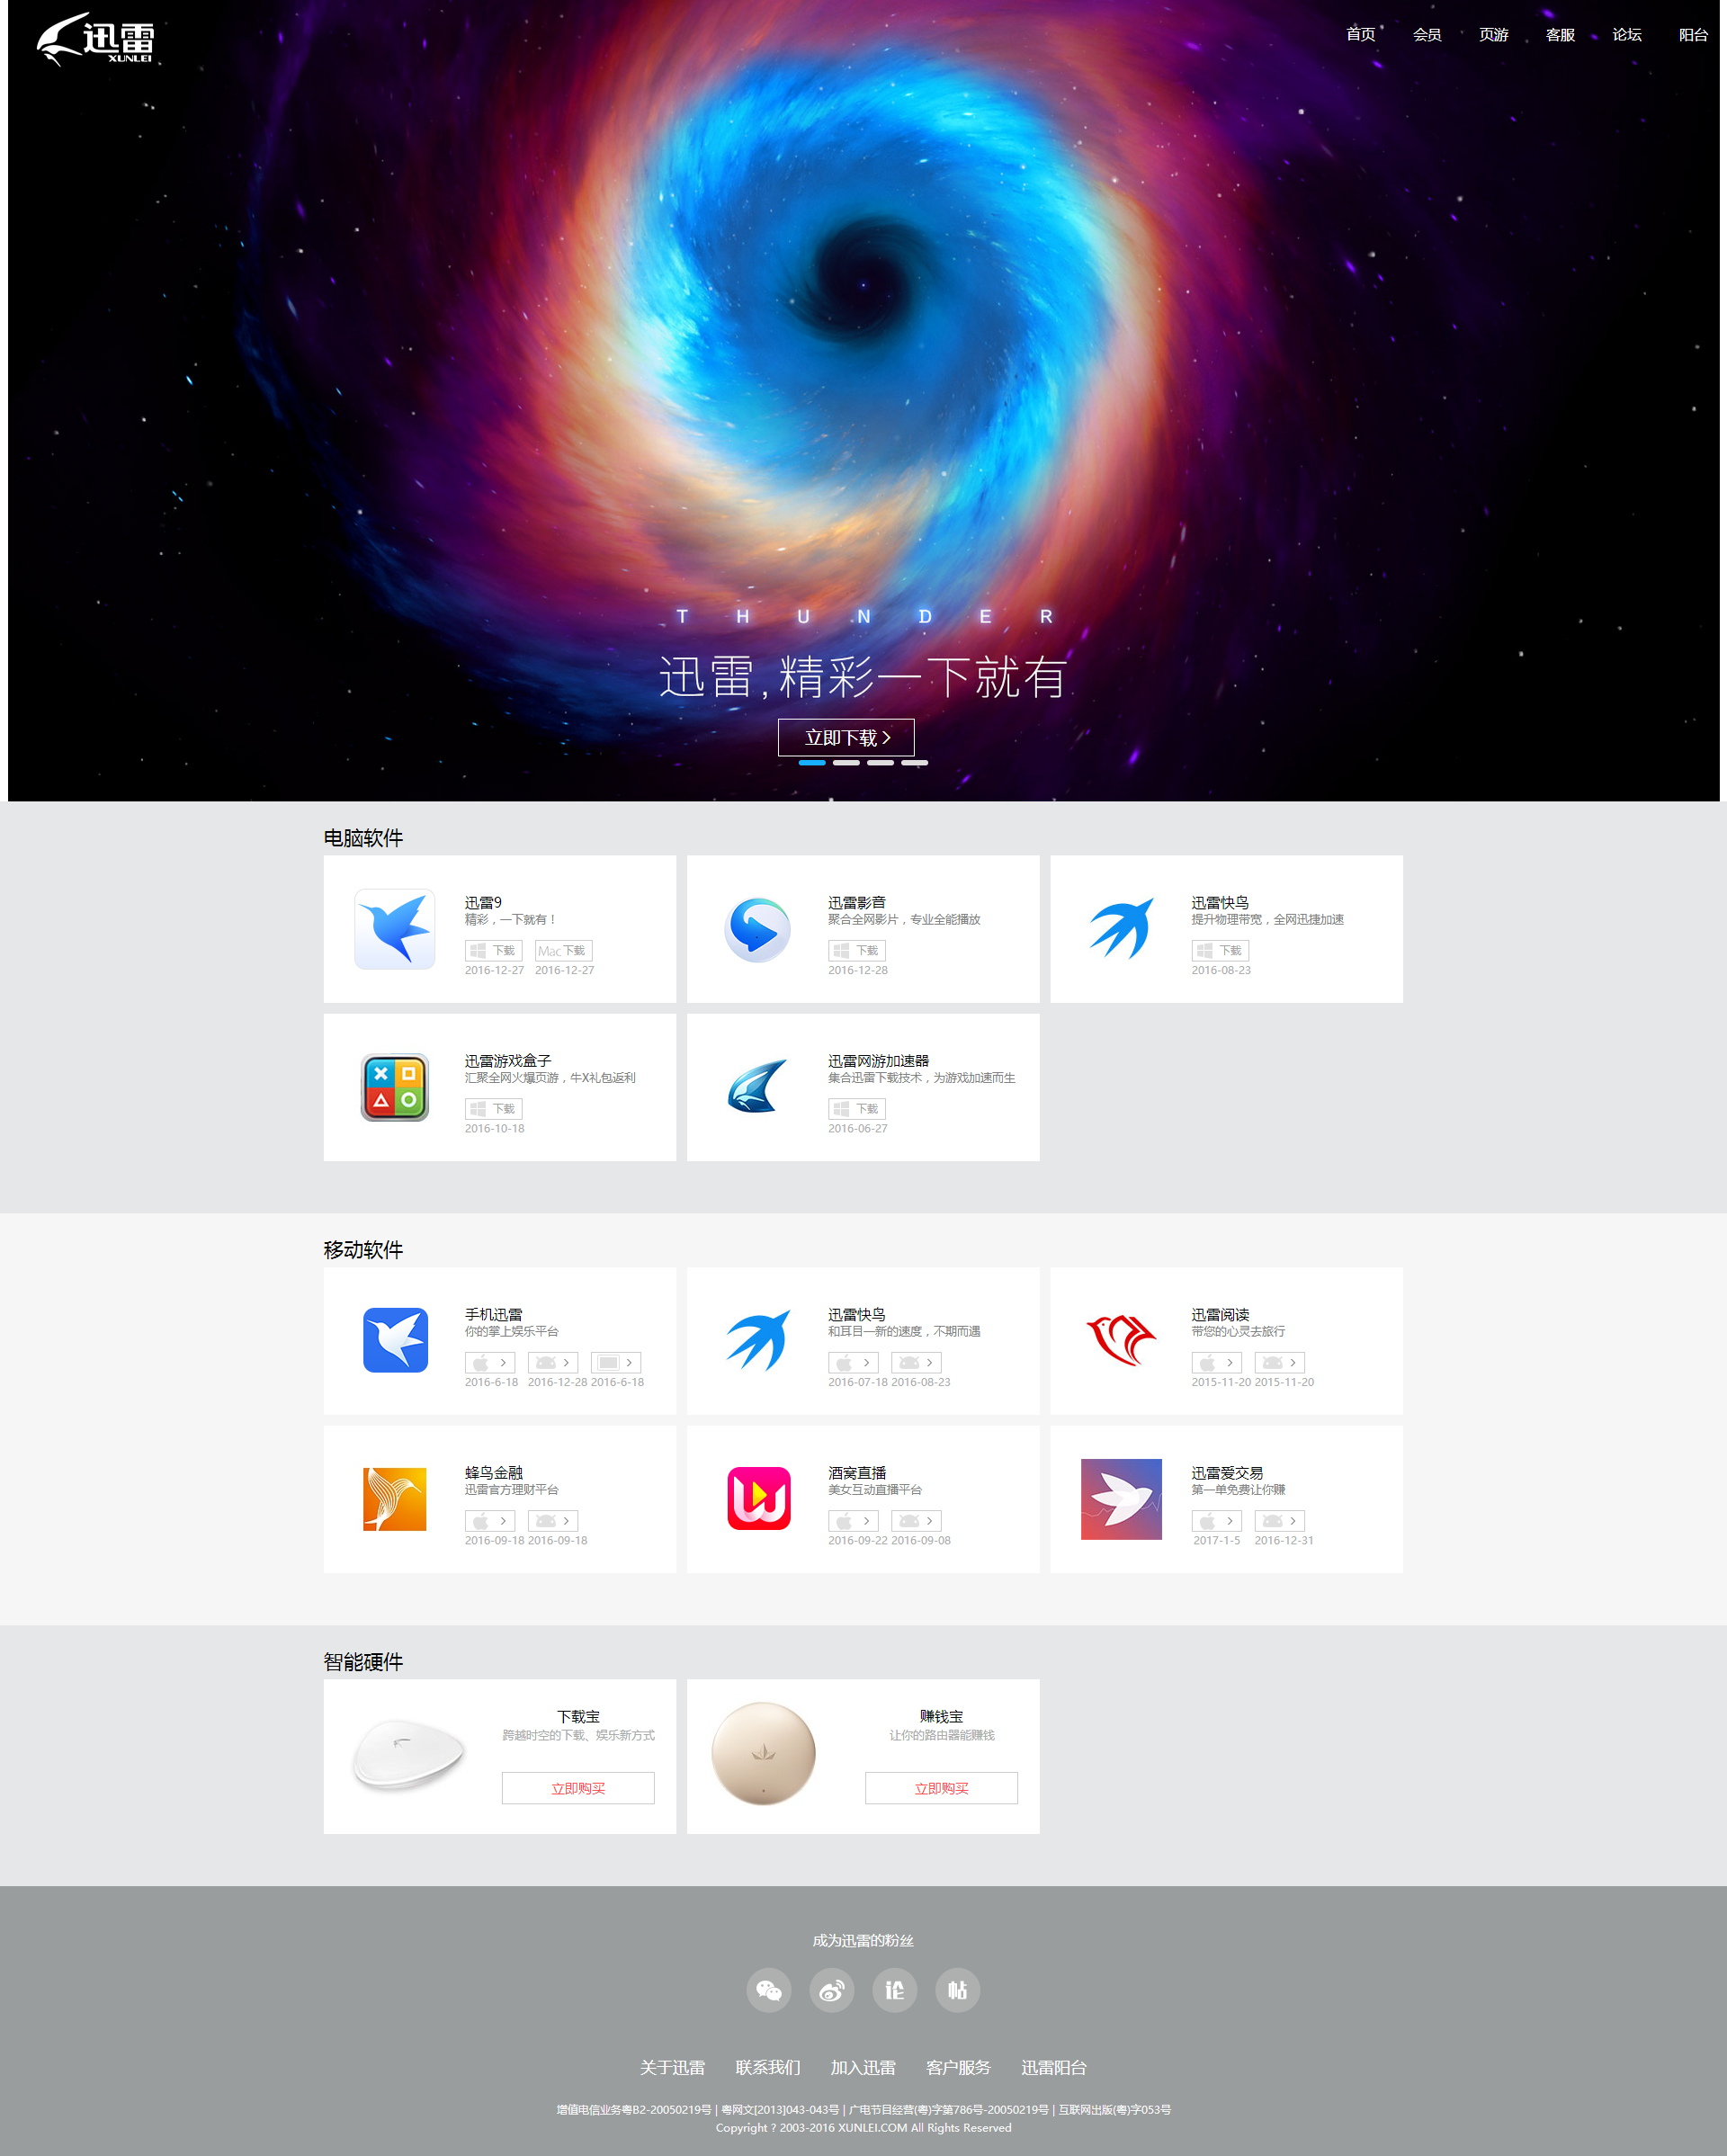 迅雷
XUNLEI
首页 会员 页游 客服 论坛 阳台
THUNDER
迅雷,精彩一下就有
立即下载
电脑软件
迅雷9
精彩，一下就有！
下载 Mac下载
2016-12-27 2016-12-27
迅雷影音
聚合全网影片，专业全能播放
下载
2016-12-28
迅雷快鸟
提升物理带宽，全网迅捷加速
下载
2016-08-23
迅雷游戏盒子
汇聚全网火爆页游，牛X礼包返利
下载
2016-10-18
迅雷网游加速器
集合迅雷下载技术，为游戏加速而生
下载
2016-06-27
移动软件
手机迅雷
你的掌上娱乐平台
2016-6-18 2016-12-28 2016-6-18
迅雷快鸟
和耳目一新的速度，不期而遇
2016-07-18 2016-08-23
迅雷阅读
带您的心灵去旅行
2015-11-20 2015-11-20
蜂鸟金融
迅雷官方理财平台
2016-09-18 2016-09-18
酒窝直播
美女互动直播平台
2016-09-22 2016-09-08
迅雷爱交易
第一单免费让你赚
2017-1-5 2016-12-31
智能硬件
下载宝
跨越时空的下载、娱乐新方式
立即购买
赚钱宝
让你的路由器能赚钱
立即购买
成为迅雷的粉丝
论 帖
关于迅雷 联系我们 加入迅雷 客户服务 迅雷阳台
增值电信业务粤B2-20050219号 | 粤网文[2013]043-043号 | 广电节目经营(粤)字第786号-20050219号 | 互联网出版(粤)字053号
Copyright ? 2003-2016 XUNLEI.COM All Rights Reserved